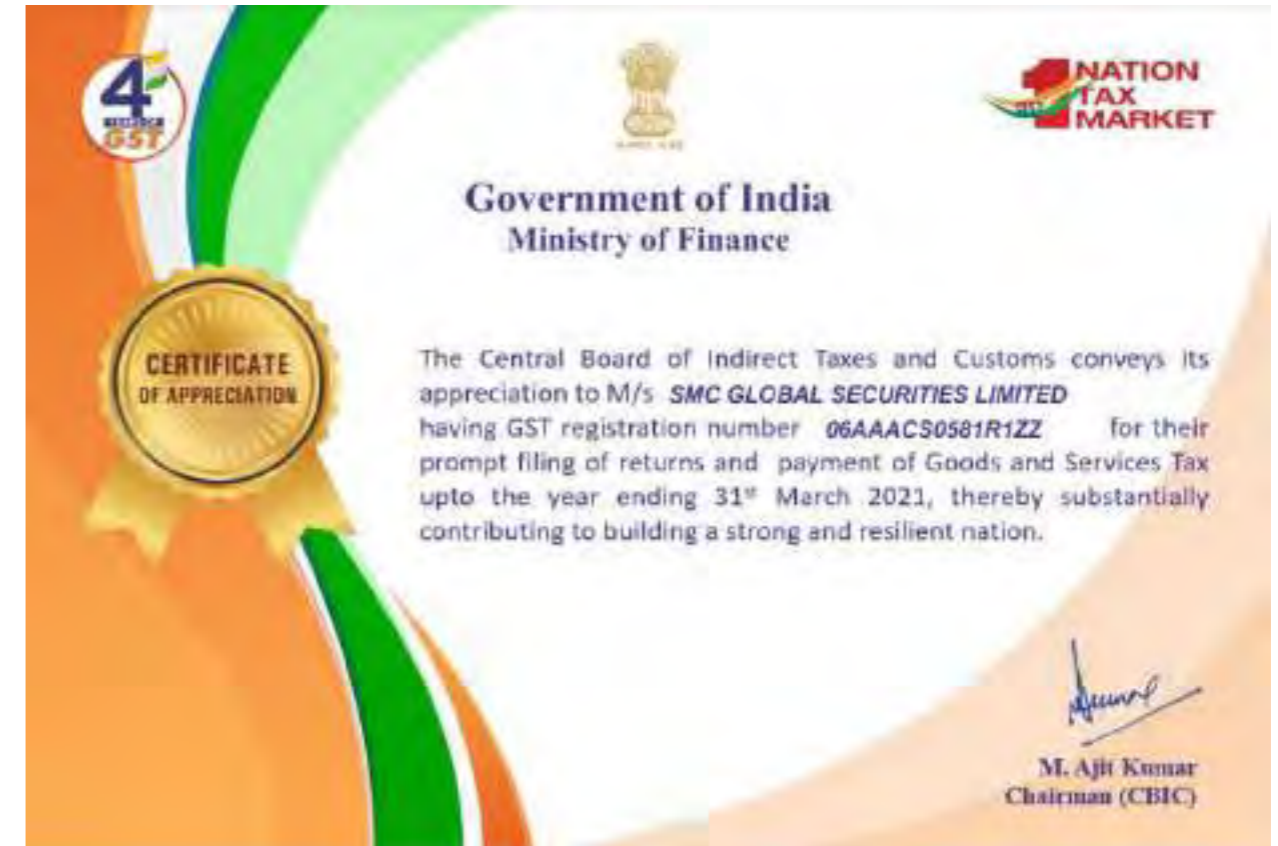 4
GST
1 NATION
TAX
MARKET
Government of India
Ministry of Finance
CERTIFICATE
OF APPRECIATION
The Central Board of Indirect Taxes and Customs conveys its
appreciation to M/s SMC GLOBAL SECURITIES LIMITED
having GST registration number 06AAACS0581R1ZZ for their
prompt filing of returns and payment of Goods and Services Tax
upto the year ending 31st March 2021, thereby substantially
contributing to building a strong and resilient nation.
M. Ajit Kumar
Chairman (CBIC)